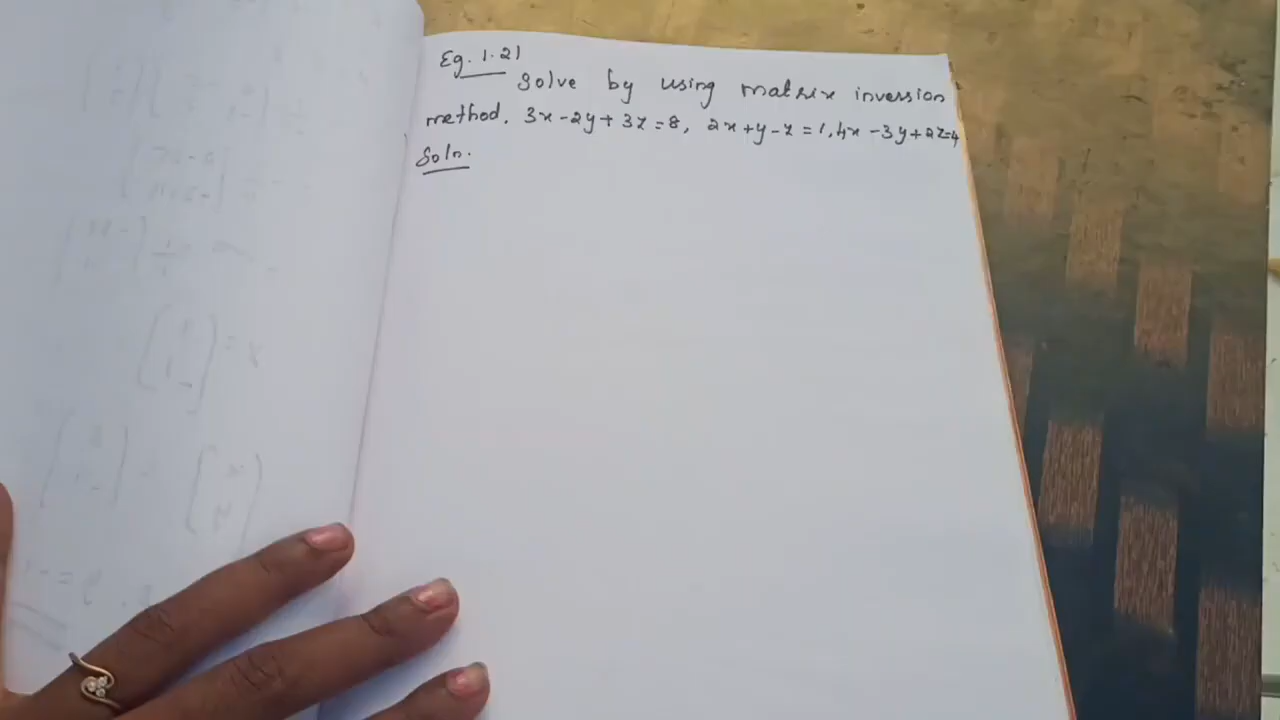 Eg. 1.21
Solve by using matrix inversion
method. 3x-2y+3z=8, 2x+y-z=1, 4x-3y+2z=4
Soln.